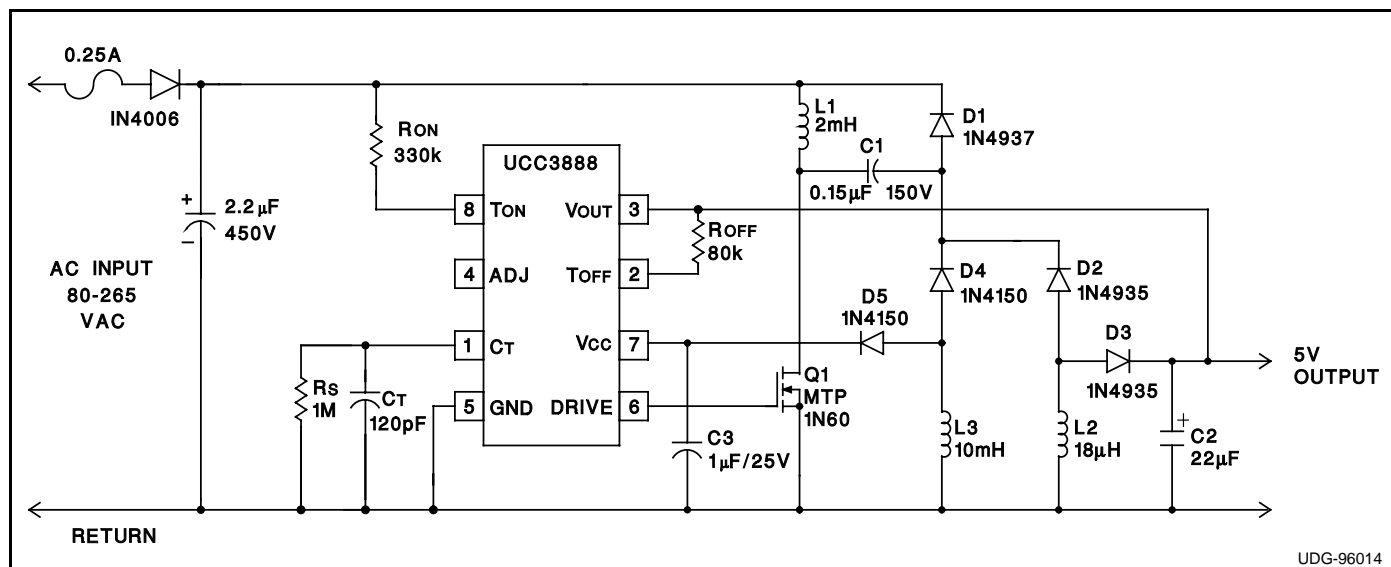 0.25A
IN4006
RON
330k
UCC3888
L1
2mH
D1
1N4937
C1
0.15µF 150V
+
2.2µF
450V
–
8 TON
VOUT 3
ROFF
80k
AC INPUT
80-265
VAC
4 ADJ
TOFF 2
D4
1N4150
D2
1N4935
D5
1N4150
D3
1N4935
1 CT
VCC 7
5V
OUTPUT
RS
1M
CT
120pF
5 GND
DRIVE 6
Q1
MTP
1N60
C3
1µF/25V
L3
10mH
L2
18µH
+
C2
22µF
RETURN
UDG-96014